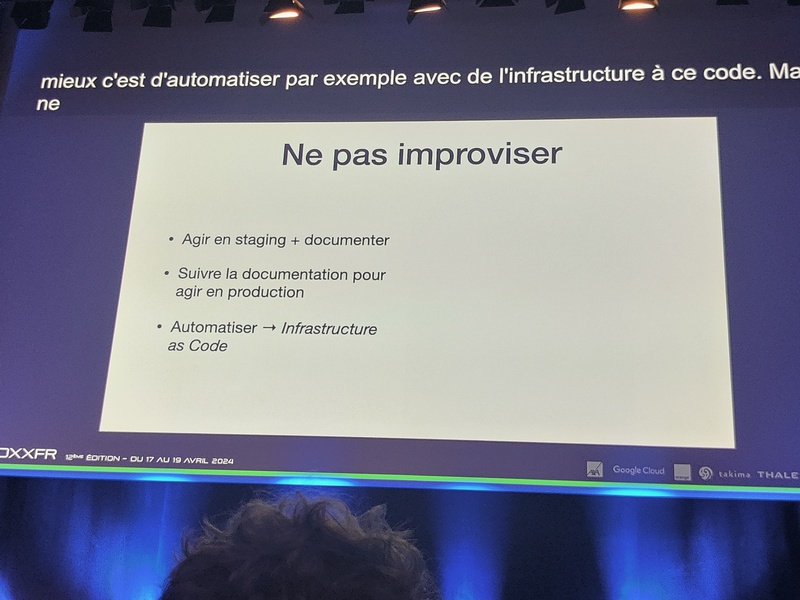 mieux c'est d'automatiser par exemple avec de l'infrastructure à ce code. Ma
ne
Ne pas improviser
• Agir en staging + documenter
• Suivre la documentation pour
agir en production
• Automatiser → Infrastructure
as Code
OXXFR 12ème ÉDITION - DU 17 AU 19 AVRIL 2024
AXA Google Cloud takima THALE